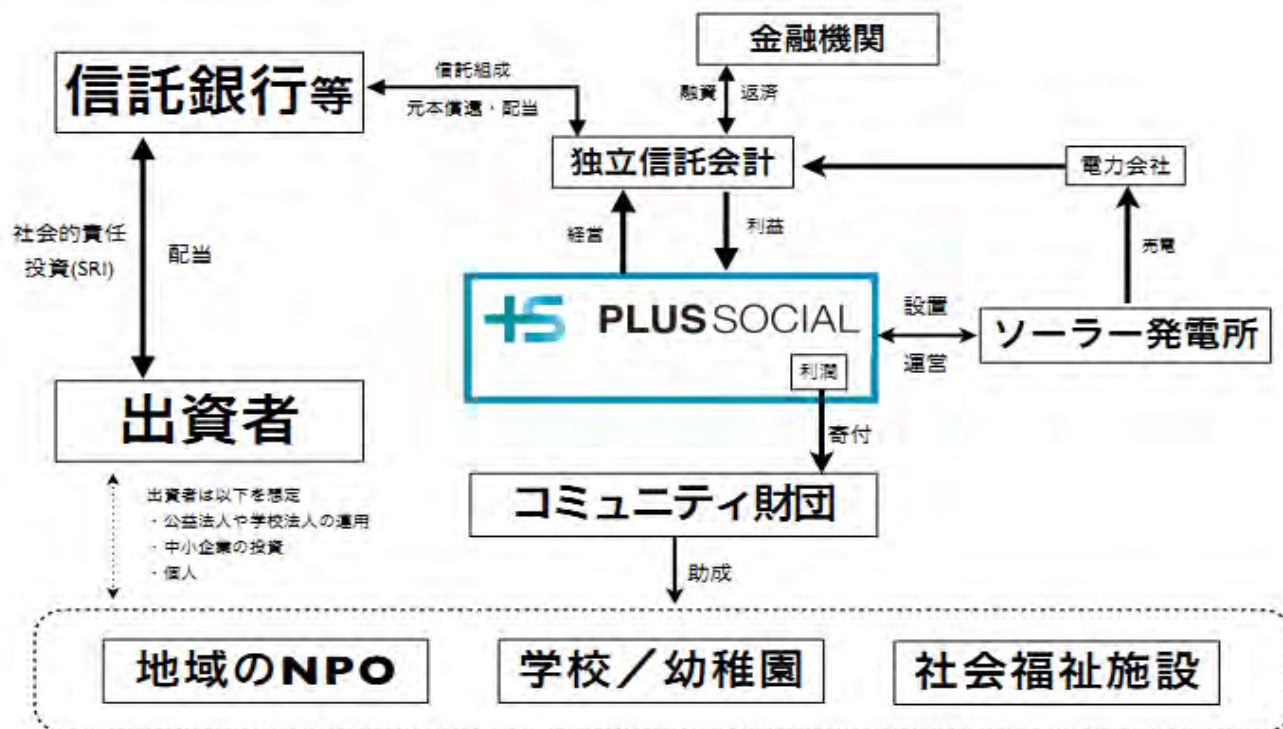 金融機関
信託銀行等
信託組成
元本償還・配当
融資
返済
独立信託会計
電力会社
社会的責任
投資(SRI)
配当
経営
利益
売電
PLUS SOCIAL
設置
運営
ソーラー発電所
利潤
出資者
寄付
コミュニティ財団
出資者は以下を想定
・公益法人や学校法人の運用
・中小企業の投資
・個人
助成
地域のNPO
学校／幼稚園
社会福祉施設